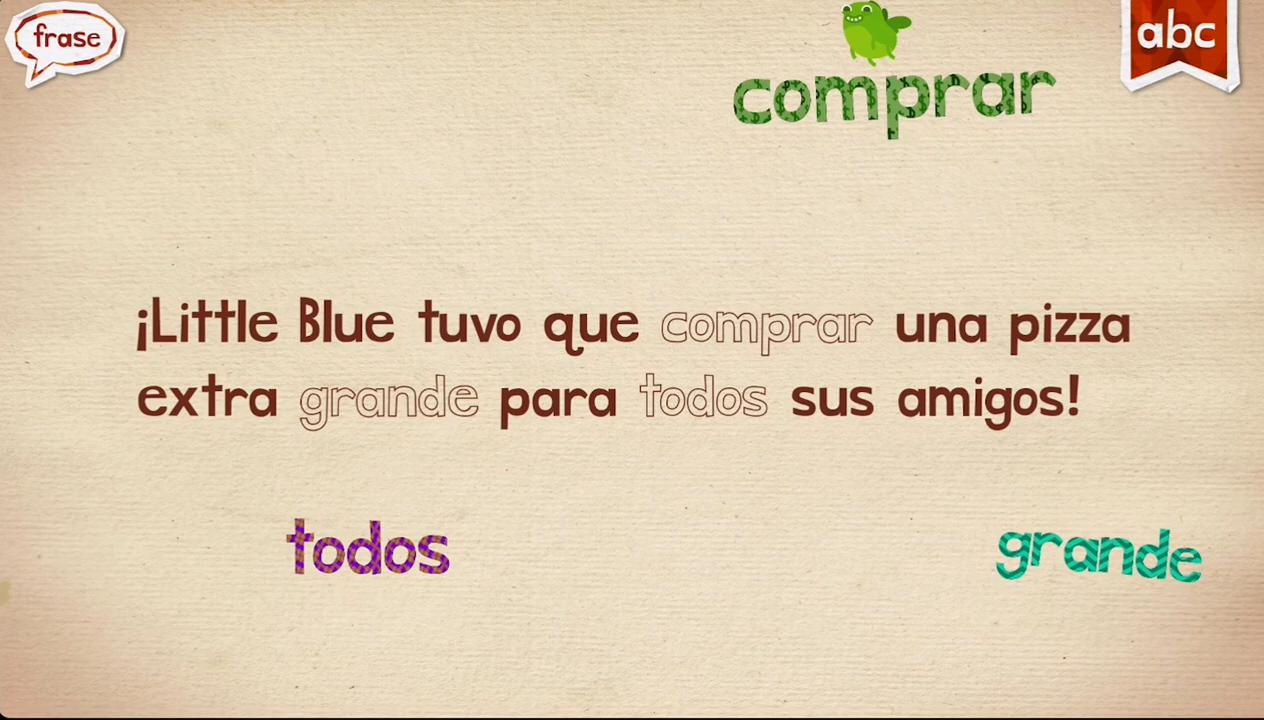 frase
abc
comprar
¡Little Blue tuvo que comprar una pizza
extra grande para todos sus amigos!
todos
grande